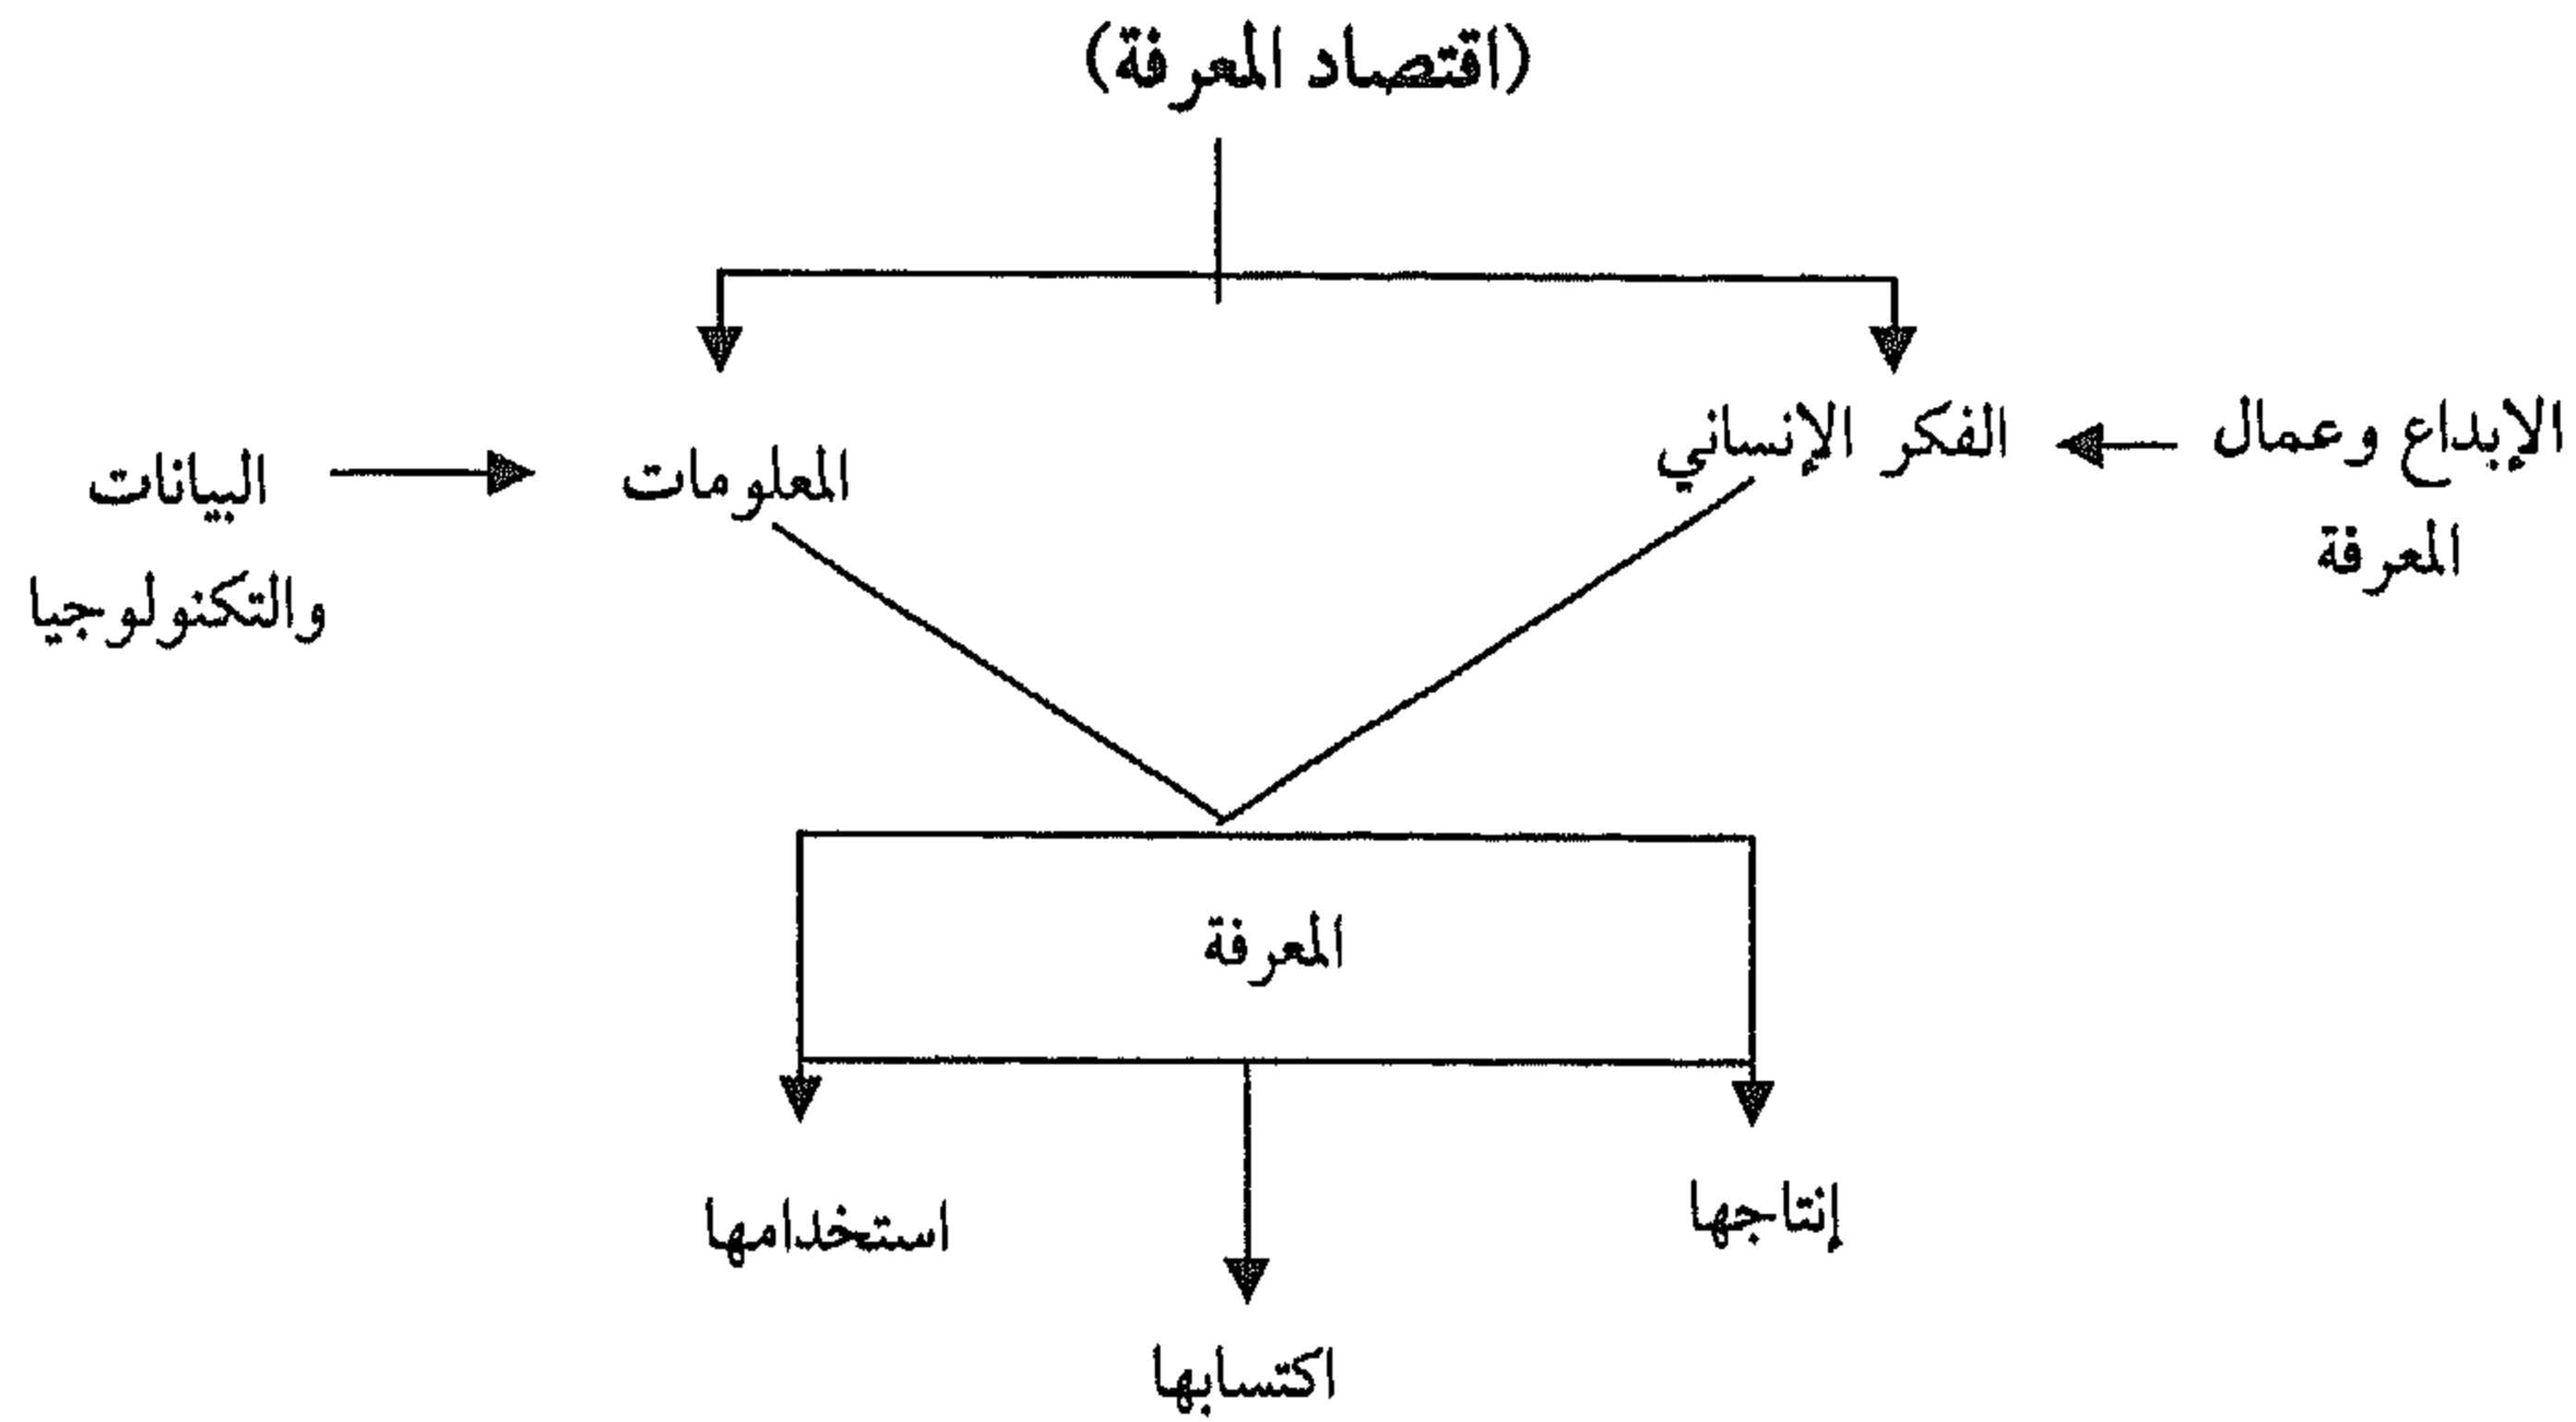 (اقتصاد المعرفة)
الإبداع وعمال
المعرفة
الفكر الإنساني
المعلومات
البيانات
والتكنولوجيا
المعرفة
إنتاجها
استخدامها
اكتسابها